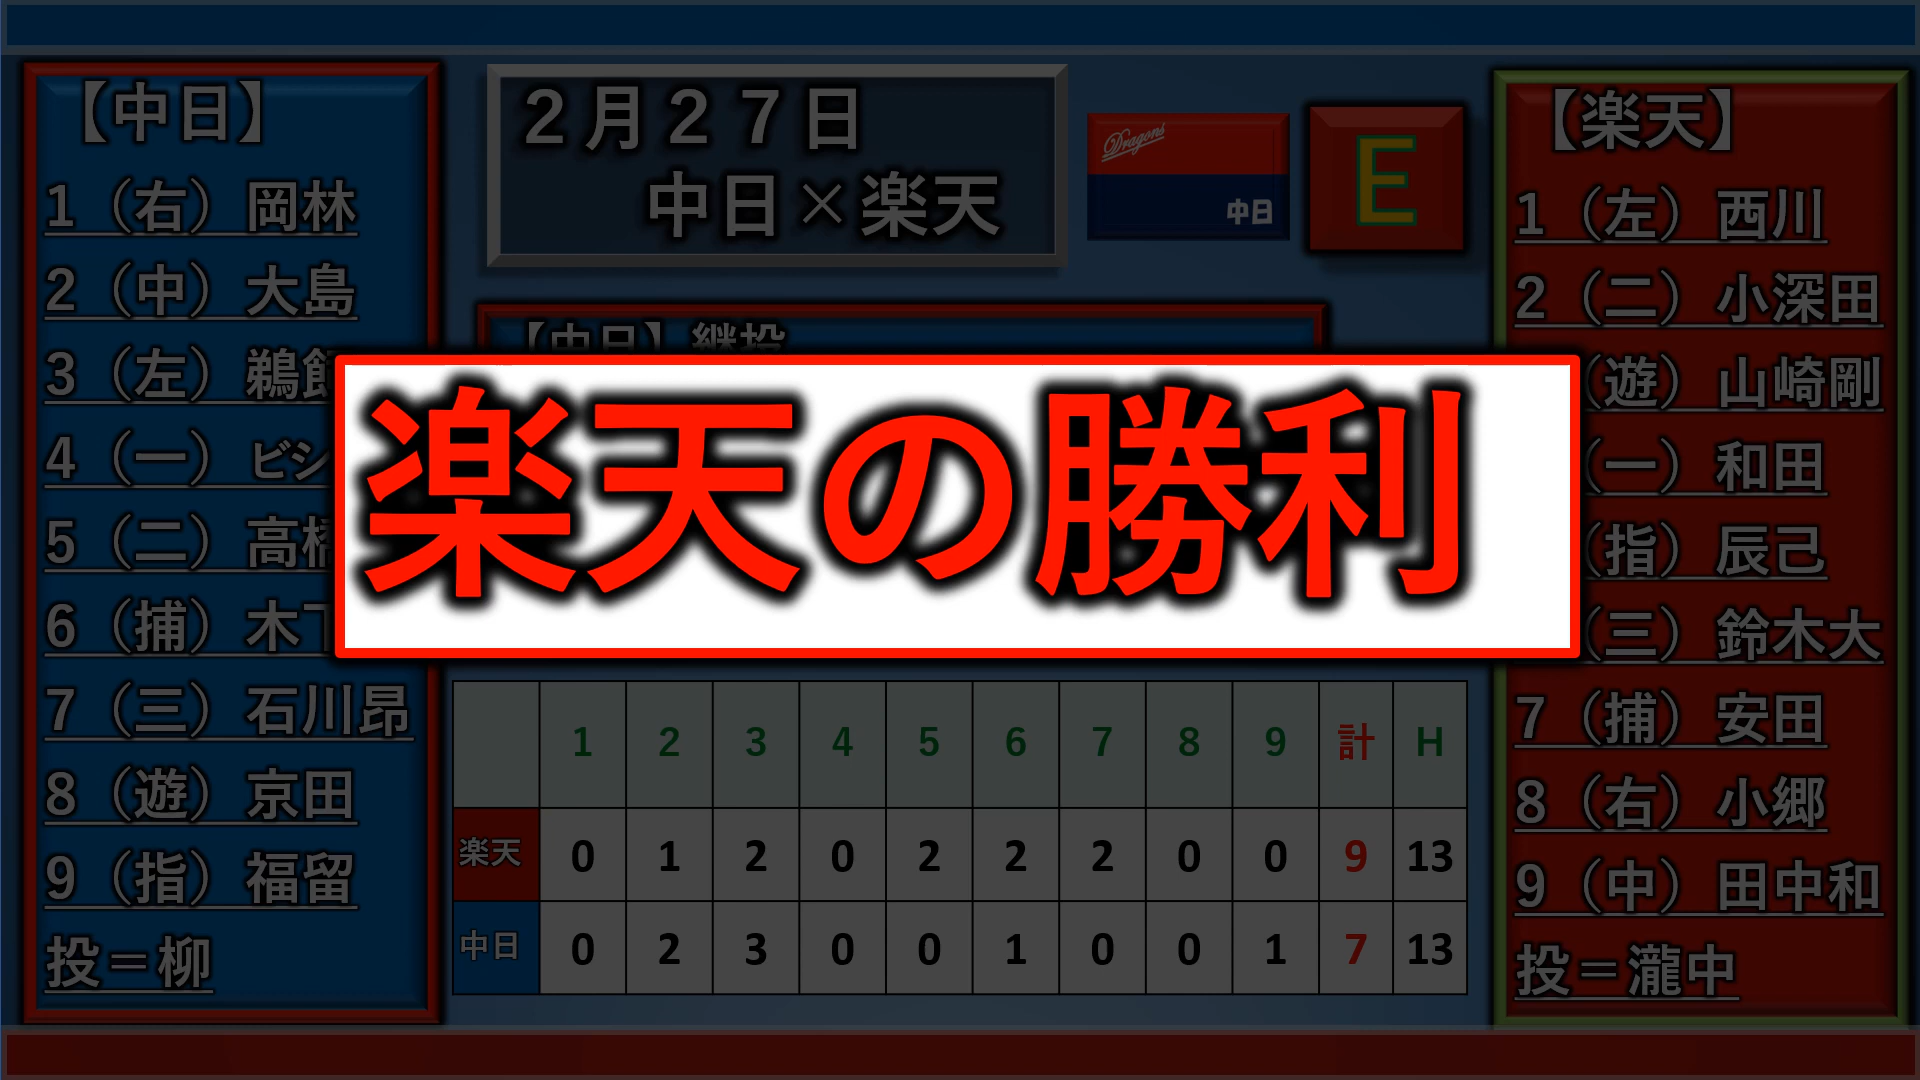 【中日】
1（右）岡林
2（中）大島
3（左）鵜飼
4（一）ビシ
5（二）高橋
6（捕）木下
7（三）石川昂
8（遊）京田
9（指）福留
投＝柳
２月２７日
中日×楽天
Dragons
中日
E
【中日】継投
楽天の勝利
1 2 3 4 5 6 7 8 9 計 H
楽天 0 1 2 0 2 2 2 0 0 9 13
中日 0 2 3 0 0 1 0 0 1 7 13
【楽天】
1（左）西川
2（二）小深田
（遊）山崎剛
（一）和田
（指）辰己
（三）鈴木大
7（捕）安田
8（右）小郷
9（中）田中和
投＝瀧中